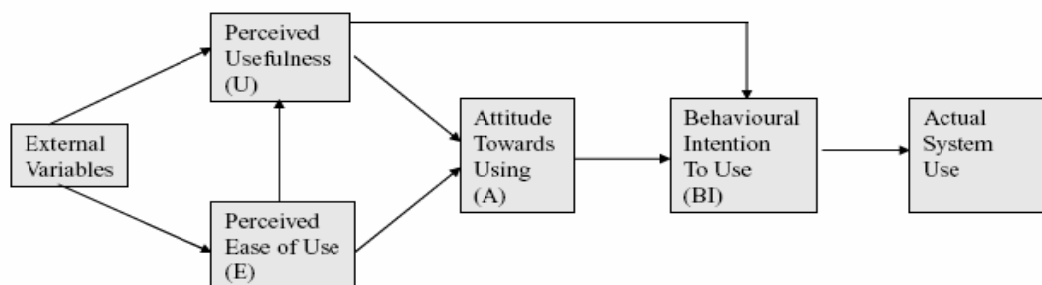 External
Variables
Perceived
Usefulness
(U)
Perceived
Ease of Use
(E)
Attitude
Towards
Using
(A)
Behavioural
Intention
To Use
(BI)
Actual
System
Use